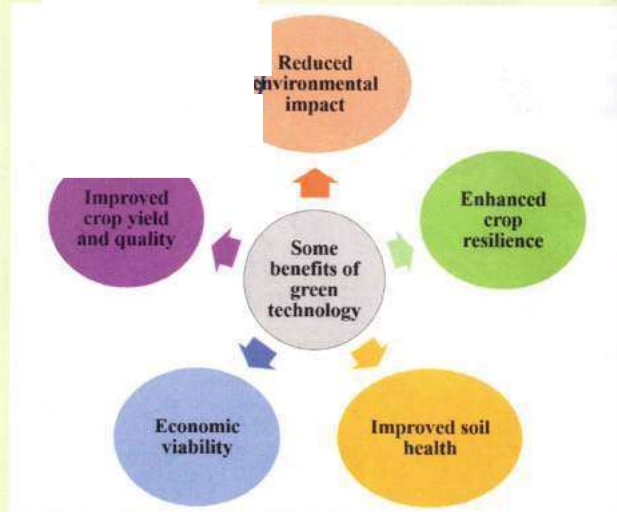 Reduced
environmental
impact
Improved
crop yield
and quality
Enhanced
crop
resilience
Some
benefits of
green
technology
Economic
viability
Improved soil
health